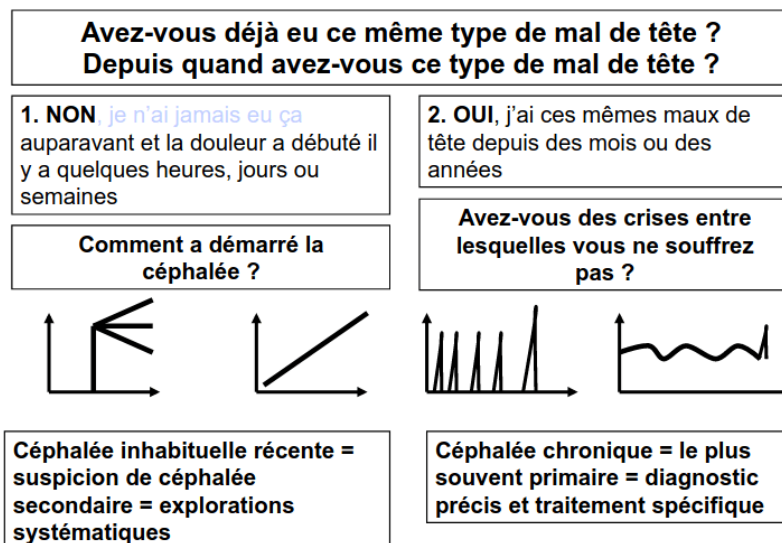 Avez-vous déjà eu ce même type de mal de tête ?
Depuis quand avez-vous ce type de mal de tête ?
1. NON, je n'ai jamais eu ça
auparavant et la douleur a débuté il
y a quelques heures, jours ou
semaines
2. OUI, j'ai ces mêmes maux de
tête depuis des mois ou des
années
Comment a démarré la
céphalée ?
Avez-vous des crises entre
lesquelles vous ne souffrez
pas ?
Céphalée inhabituelle récente =
suspicion de céphalée
secondaire = explorations
systématiques
Céphalée chronique = le plus
souvent primaire = diagnostic
précis et traitement spécifique